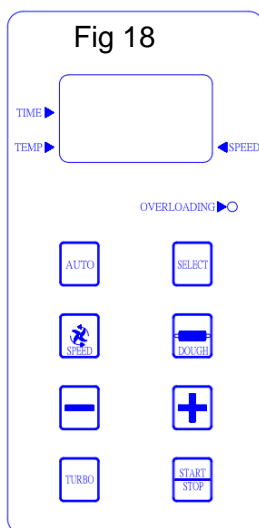 Fig 18
TIME
TEMP SPEED
OVERLOADING
AUTO SELECT
SPEED DOUGH
TURBO START
STOP